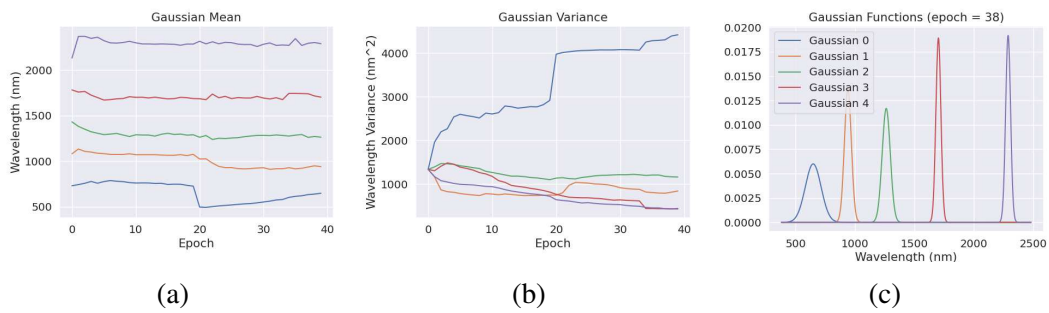 Gaussian Mean
Wavelength (nm)
2000
1500
1000
500
0
10
20
30
40
Epoch
(a)
Gaussian Variance
Wavelength Variance (nm^2)
4000
3000
2000
1000
0
10
20
30
40
Epoch
(b)
Gaussian Functions (epoch = 38)
0.0200
0.0175
0.0150
0.0125
0.0100
0.0075
0.0050
0.0025
0.0000
Gaussian 0
Gaussian 1
Gaussian 2
Gaussian 3
Gaussian 4
500
1000
1500
2000
2500
Wavelength (nm)
(c)